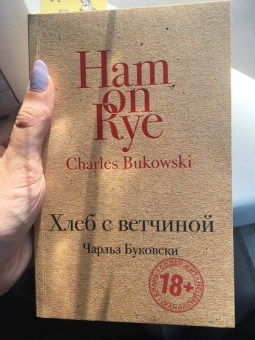 Ham
on
Rye
Charles Bukowski
Хлеб с ветчиной
Чарльз Буковски
18+